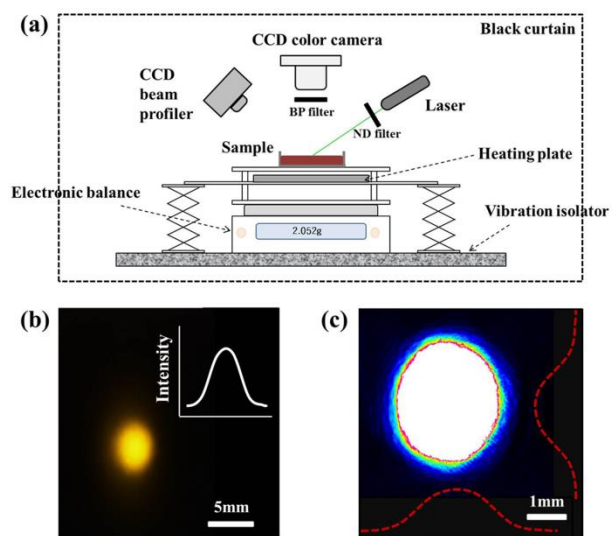 (a)
Black curtain
CCD color camera
CCD
beam
profiler
BP filter
Laser
ND filter
Sample
Heating plate
Electronic balance
Vibration isolator
2.052g
(b)
Intensity
5mm
(c)
1mm